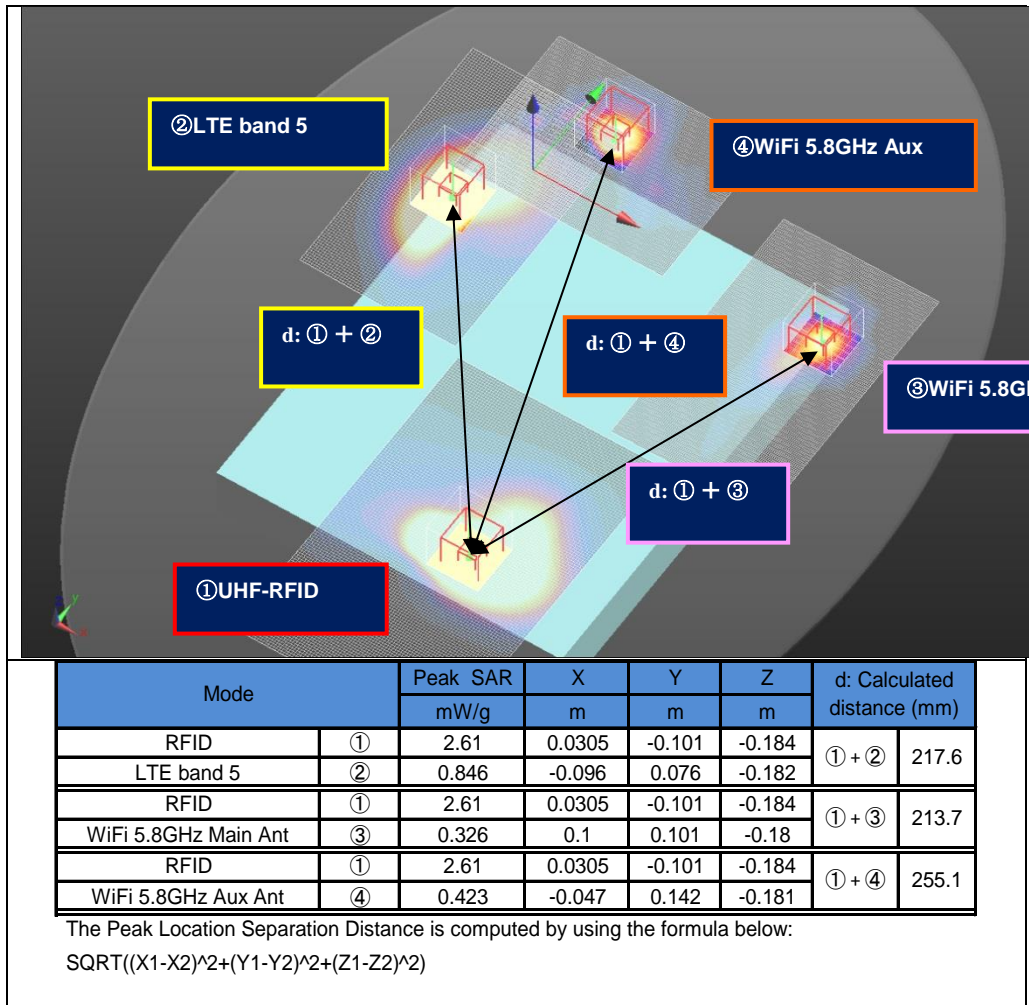 ②LTE band 5
④WiFi 5.8GHz Aux
d: ① + ②
d: ① + ④
③WiFi 5.8G
d: ① + ③
①UHF-RFID
Mode Peak SAR X Y Z d: Calculated distance (mm)
mW/g m m m
RFID ① 2.61 0.0305 -0.101 -0.184 ① + ② 217.6
LTE band 5 ② 0.846 -0.096 0.076 -0.182
RFID ① 2.61 0.0305 -0.101 -0.184 ① + ③ 213.7
WiFi 5.8GHz Main Ant ③ 0.326 0.1 0.101 -0.18
RFID ① 2.61 0.0305 -0.101 -0.184 ① + ④ 255.1
WiFi 5.8GHz Aux Ant ④ 0.423 -0.047 0.142 -0.181
The Peak Location Separation Distance is computed by using the formula below:
SQRT((X1-X2)^2+(Y1-Y2)^2+(Z1-Z2)^2)